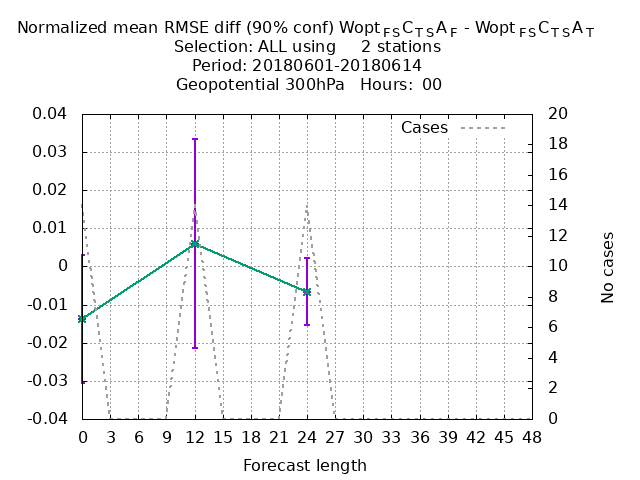 Normalized mean RMSE diff (90% conf) Wopt FS C TS A F - Wopt FS C TS A T
Selection: ALL using 2 stations
Period: 20180601-20180614
Geopotential 300hPa Hours: 00
Cases
0.04
0.03
0.02
0.01
0
-0.01
-0.02
-0.03
-0.04
20
18
16
14
12
10
8
6
4
2
0
No cases
0 3 6 9 12 15 18 21 24 27 30 33 36 39 42 45 48
Forecast length